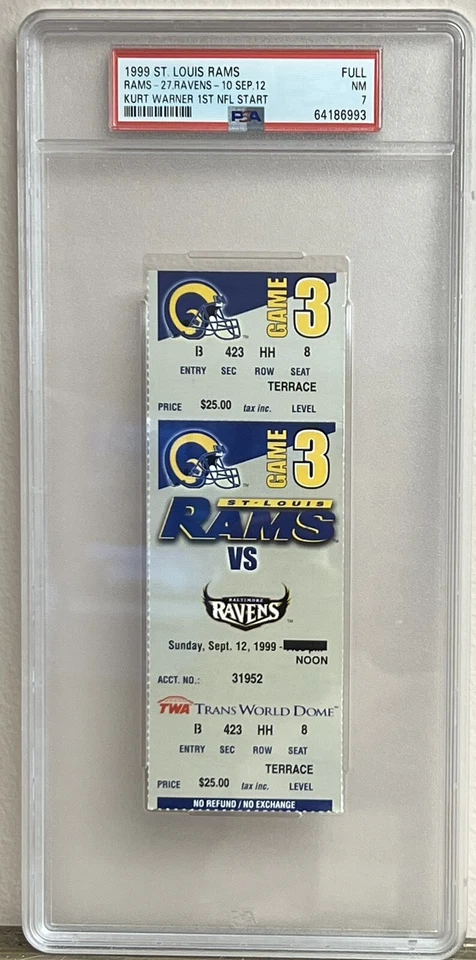 1999 ST. LOUIS RAMS FULL
RAMS - 27, RAVENS - 10 SEP.12 NM
KURT WARNER 1ST NFL START 7
PSA 64186993
GAME 3
B 423 HH 8
ENTRY SEC ROW SEAT
TERRACE
PRICE $25.00 tax inc. LEVEL
GAME 3
ST. LOUIS
RAMS
VS
BALTIMORE
RAVENS
Sunday, Sept. 12, 1999 -
NOON
ACCT. NO.: 31952
TWA TRANS WORLD DOME
B 423 HH 8
ENTRY SEC ROW SEAT
TERRACE
PRICE $25.00 tax inc. LEVEL
NO REFUND / NO EXCHANGE
PSA